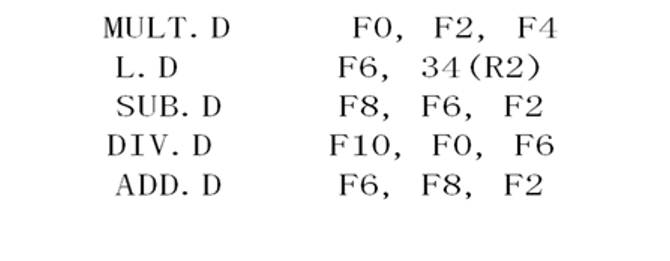 MULT.D F0, F2, F4
L.D F6, 34(R2)
SUB.D F8, F6, F2
DIV.D F10, F0, F6
ADD.D F6, F8, F2